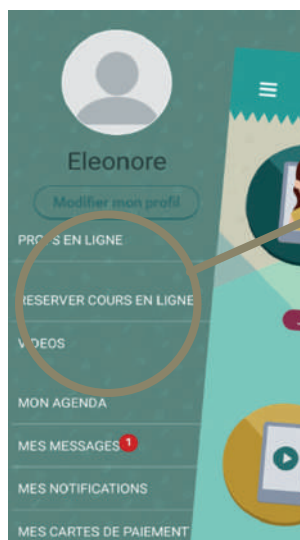 Eleonore
Modifier mon profil
PROFS EN LIGNE
RESERVER COURS EN LIGNE
VIDEOS
MON AGENDA
MES MESSAGES 1
MES NOTIFICATIONS
MES CARTES DE PAIEMENT